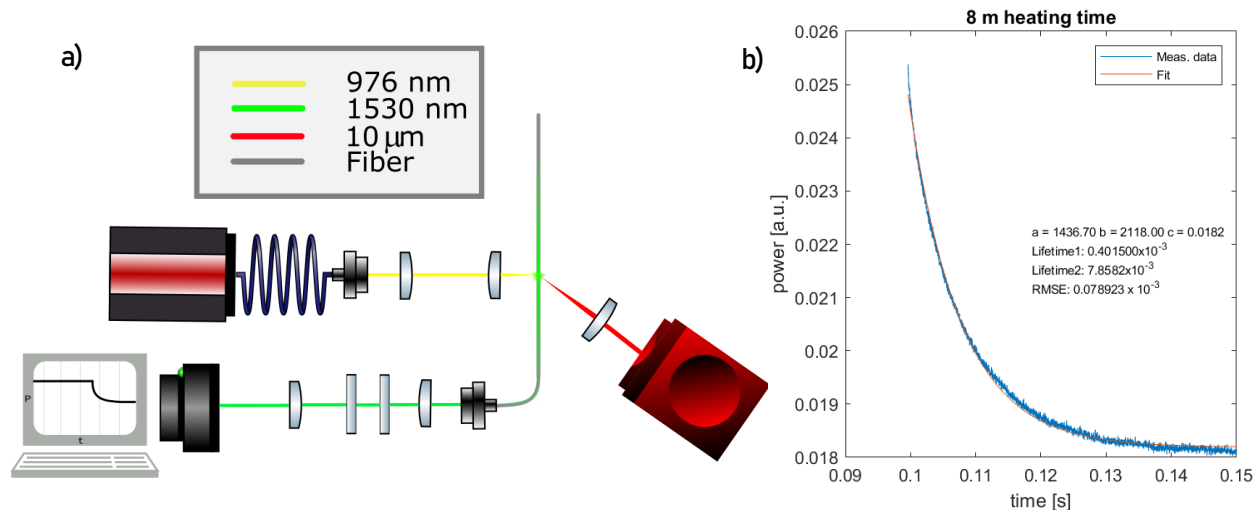 a)
976 nm
1530 nm
10 μm
Fiber
P
t
b)
8 m heating time
Meas. data
Fit
0.026
0.025
0.024
0.023
0.022
0.021
0.02
0.019
0.018
power [a.u.]
a = 1436.70 b = 2118.00 c = 0.0182
Lifetime1: 0.401500x10⁻³
Lifetime2: 7.8582x10⁻³
RMSE: 0.078923 x 10⁻³
0.09 0.1 0.11 0.12 0.13 0.14 0.15
time [s]